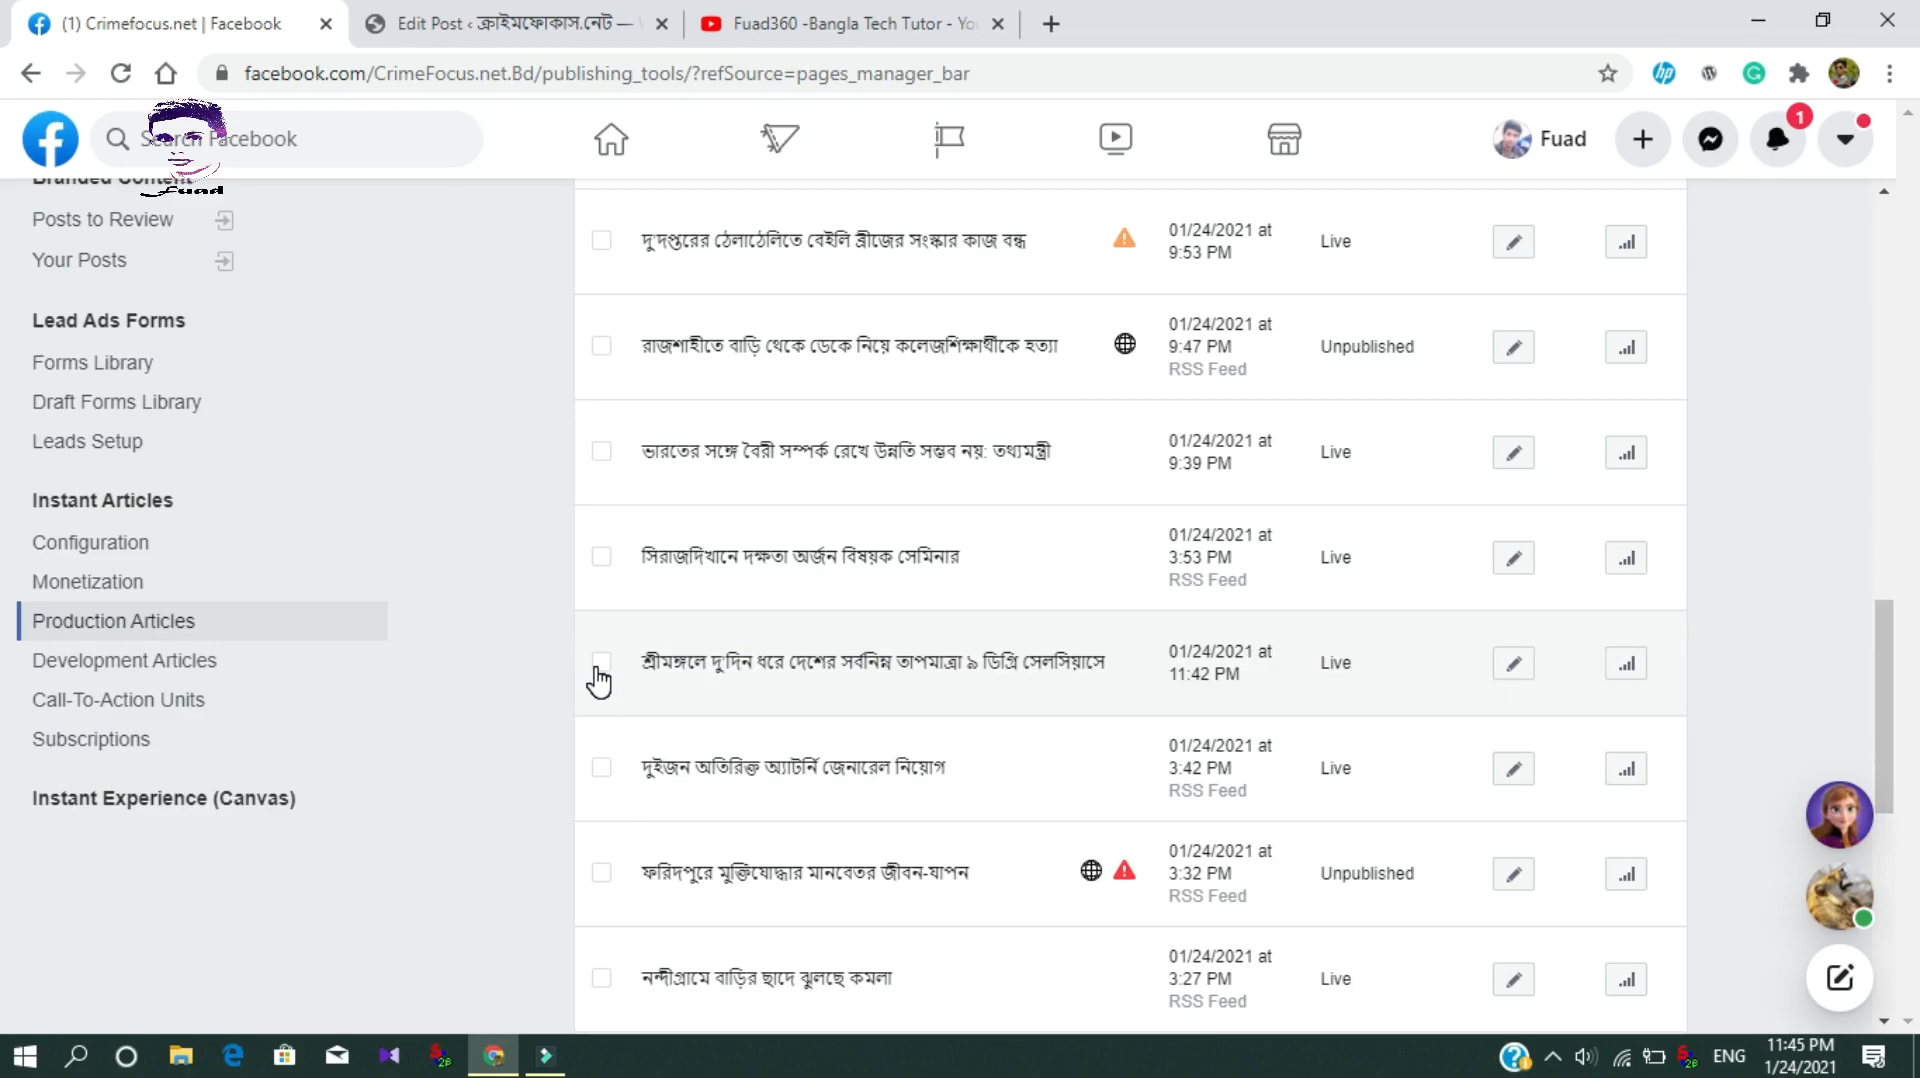 (1) Crimefocus.net | Facebook
Edit Post ‹ ক্রাইমফোকাস.নেট —
Fuad360 -Bangla Tech Tutor - Yo
facebook.com/CrimeFocus.net.Bd/publishing_tools/?refSource=pages_manager_bar
Search Facebook
Fuad
1
Fuad
Branded Content
Posts to Review
Your Posts
Lead Ads Forms
Forms Library
Draft Forms Library
Leads Setup
Instant Articles
Configuration
Monetization
Production Articles
Development Articles
Call-To-Action Units
Subscriptions
Instant Experience (Canvas)
দু'দপ্তরের ঠেলাঠেলিতে বেইলি ব্রীজের সংস্কার কাজ বন্ধ
01/24/2021 at
9:53 PM
Live
রাজশাহীতে বাড়ি থেকে ডেকে নিয়ে কলেজশিক্ষার্থীকে হত্যা
01/24/2021 at
9:47 PM
RSS Feed
Unpublished
ভারতের সঙ্গে বৈরী সম্পর্ক রেখে উন্নতি সম্ভব নয়: তথ্যমন্ত্রী
01/24/2021 at
9:39 PM
Live
সিরাজদিখানে দক্ষতা অর্জন বিষয়ক সেমিনার
01/24/2021 at
3:53 PM
RSS Feed
Live
শ্রীমঙ্গলে দু'দিন ধরে দেশের সর্বনিম্ন তাপমাত্রা ৯ ডিগ্রি সেলসিয়াসে
01/24/2021 at
11:42 PM
Live
দুইজন অতিরিক্ত অ্যাটর্নি জেনারেল নিয়োগ
01/24/2021 at
3:42 PM
RSS Feed
Live
ফরিদপুরে মুক্তিযোদ্ধার মানবেতর জীবন-যাপন
01/24/2021 at
3:32 PM
RSS Feed
Unpublished
নন্দীগ্রামে বাড়ির ছাদে ঝুলছে কমলা
01/24/2021 at
3:27 PM
RSS Feed
Live
ENG
11:45 PM
1/24/2021